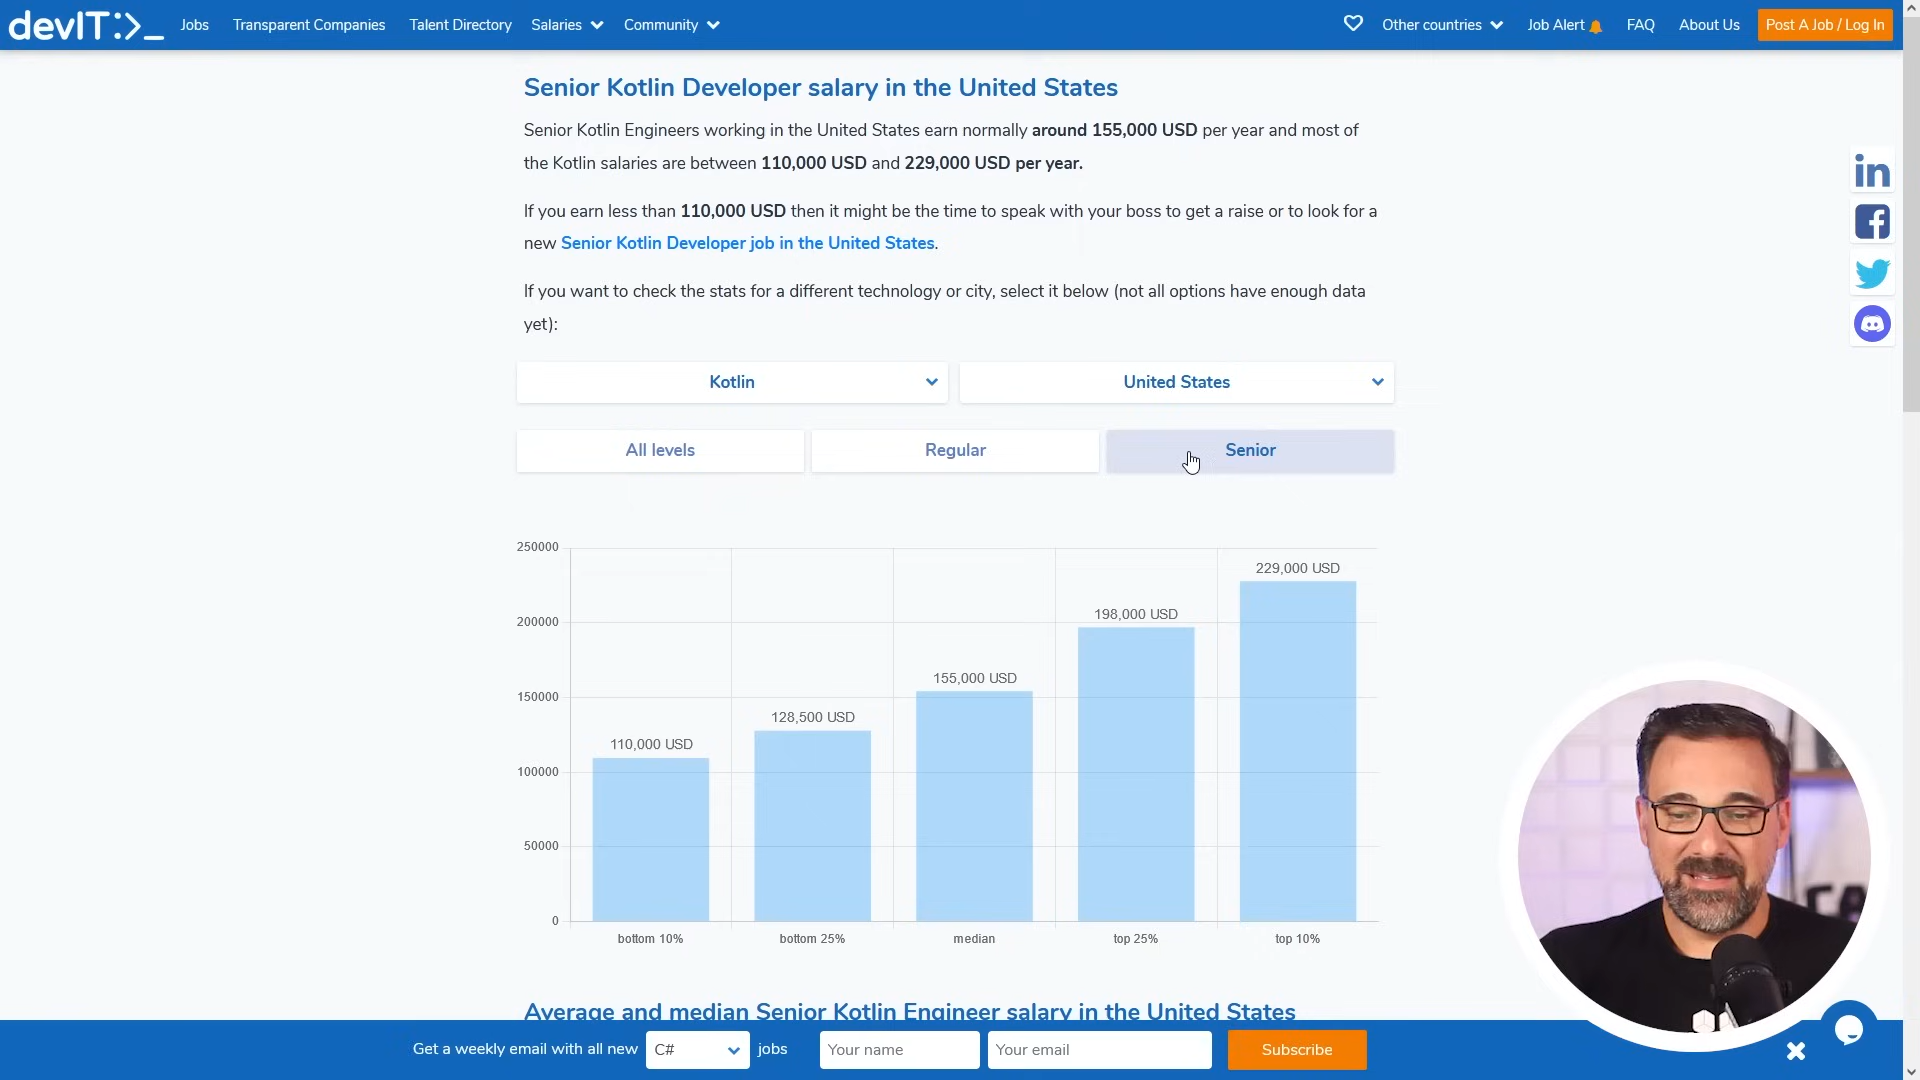 devIT:>_ Jobs Transparent Companies Talent Directory Salaries Community Other countries Job Alert FAQ About Us Post A Job / Log In
Senior Kotlin Developer salary in the United States
Senior Kotlin Engineers working in the United States earn normally around 155,000 USD per year and most of
the Kotlin salaries are between 110,000 USD and 229,000 USD per year.
If you earn less than 110,000 USD then it might be the time to speak with your boss to get a raise or to look for a
new Senior Kotlin Developer job in the United States.
If you want to check the stats for a different technology or city, select it below (not all options have enough data
yet):
Kotlin United States
All levels Regular Senior
250000
229,000 USD
198,000 USD
200000
155,000 USD
150000
128,500 USD
110,000 USD
100000
50000
0
bottom 10% bottom 25% median top 25% top 10%
Average and median Senior Kotlin Engineer salary in the United States
Get a weekly email with all new C# jobs Your name Your email Subscribe
in
f